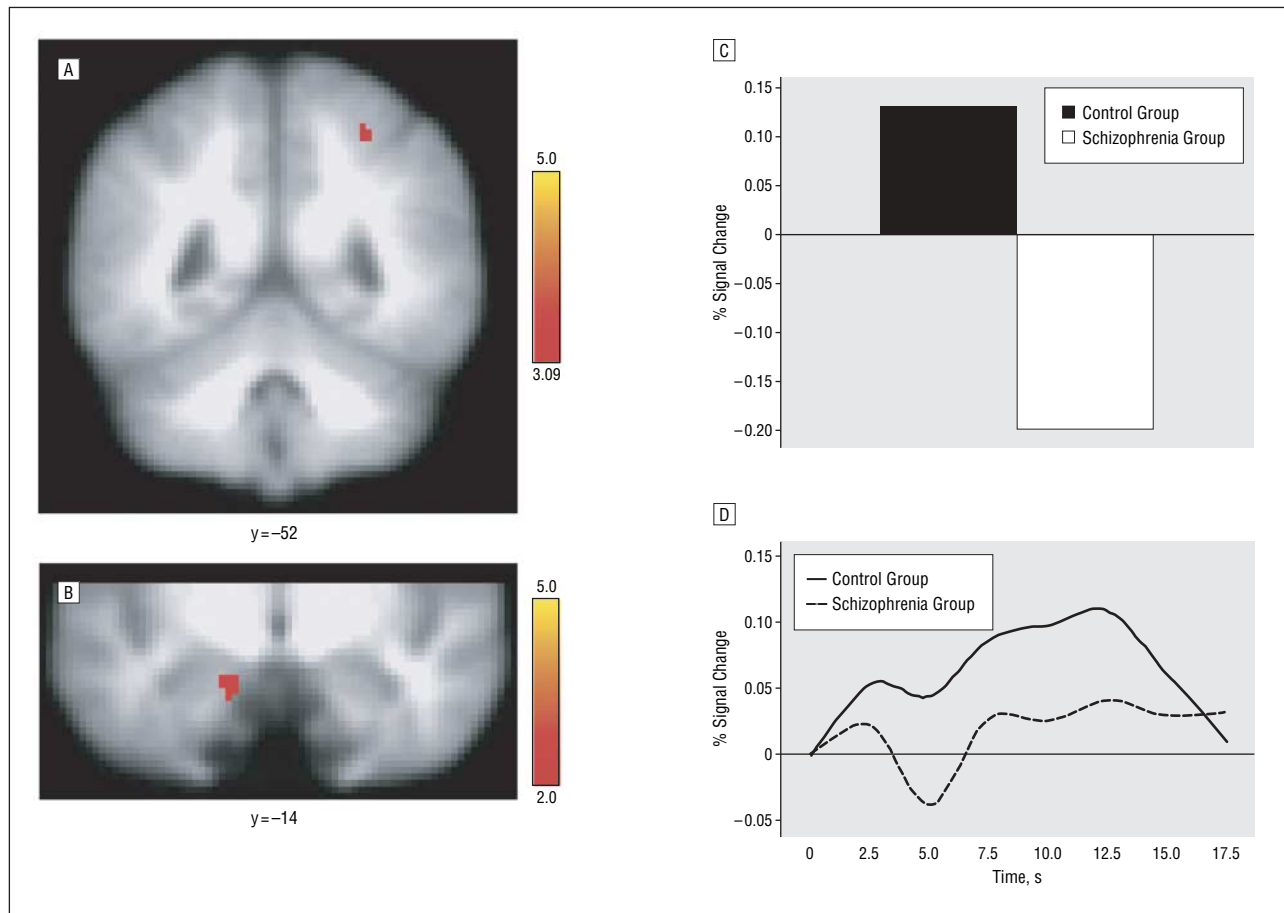 A
5.0
3.09
y=–52
B
5.0
2.0
y=–14
C
0.15
0.10
0.05
0
–0.05
–0.10
–0.15
–0.20
% Signal Change
Control Group
Schizophrenia Group
D
0.15
0.10
0.05
0
–0.05
% Signal Change
Control Group
Schizophrenia Group
0 2.5 5.0 7.5 10.0 12.5 15.0 17.5
Time, s